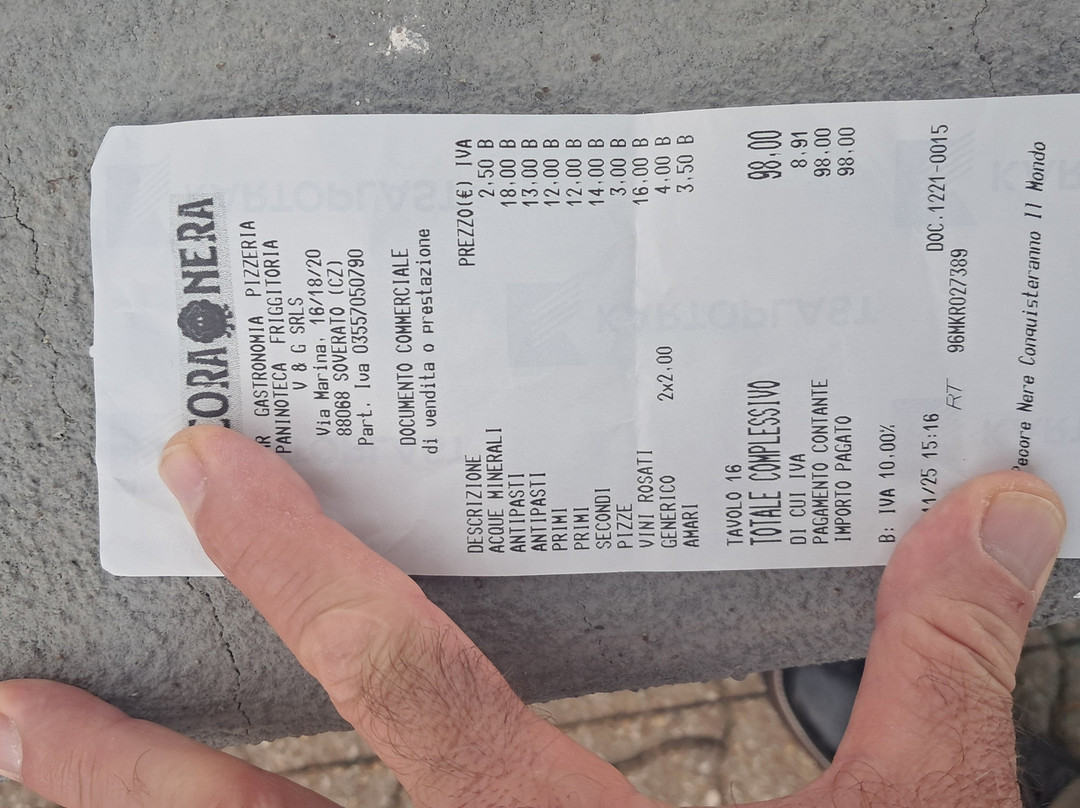 ECORA NERA
R GASTRONOMIA PIZZERIA
PANINOTECA FRIGGITORIA
V & G SRLS
Via Marina, 16/18/20
88068 SOVERATO (CZ)
Part. Iva 03557050790
DOCUMENTO COMMERCIALE
di vendita o prestazione
DESCRIZIONE PREZZO(€) IVA
ACQUE MINERALI 2,50 B
ANTIPASTI 18,00 B
ANTIPASTI 13,00 B
PRIMI 12,00 B
PRIMI 12,00 B
SECONDI 14,00 B
PIZZE 3,00 B
VINI ROSATI 16,00 B
GENERICO 2x2,00 4,00 B
AMARI 3,50 B
TAVOLO 16
TOTALE COMPLESSIVO 98,00
DI CUI IVA 8,91
PAGAMENTO CONTANTE 98,00
IMPORTO PAGATO 98,00
B: IVA 10.00%
11/25 15:16 DOC.1221-0015
RT 96MKR027389
Pecore Nere Conquisteranno Il Mondo
KARTOPLAST
KARTOPLAST